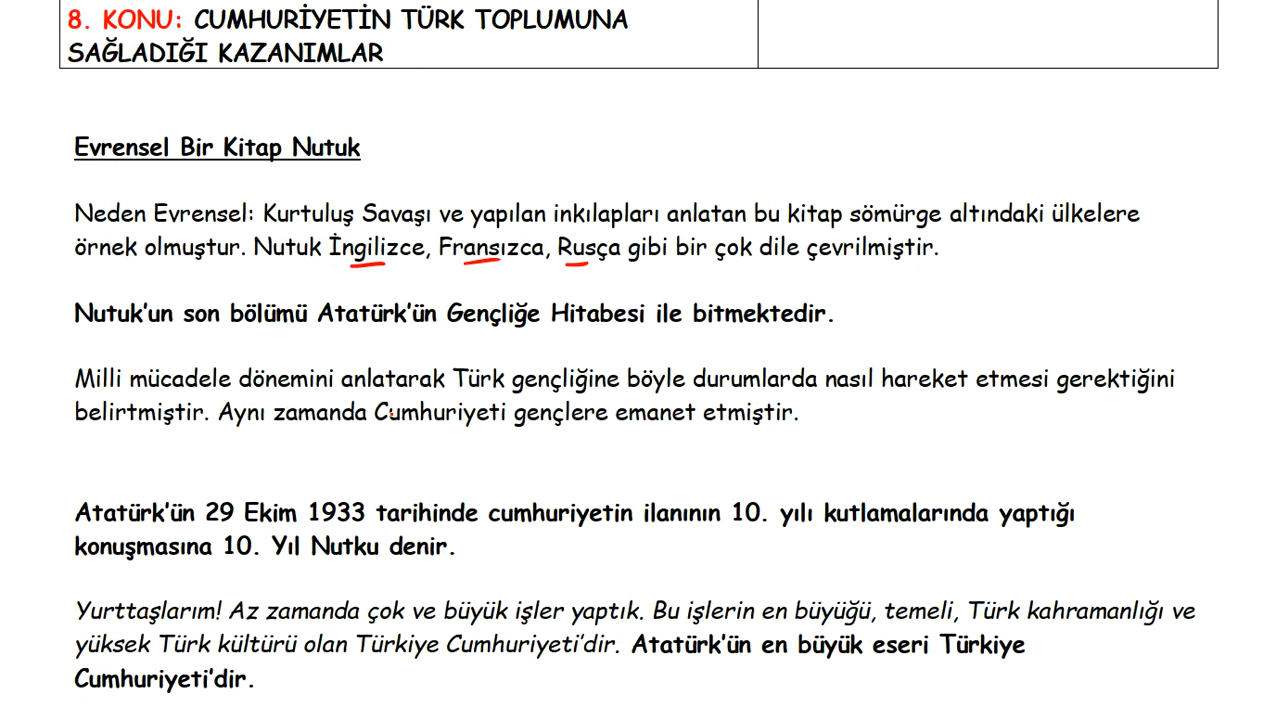 8. KONU: CUMHURİYETİN TÜRK TOPLUMUNA
SAĞLADIĞI KAZANIMLAR
Evrensel Bir Kitap Nutuk
Neden Evrensel: Kurtuluş Savaşı ve yapılan inkılapları anlatan bu kitap sömürge altındaki ülkelere
örnek olmuştur. Nutuk İngilizce, Fransızca, Rusça gibi bir çok dile çevrilmiştir.
Nutuk’un son bölümü Atatürk’ün Gençliğe Hitabesi ile bitmektedir.
Milli mücadele dönemini anlatarak Türk gençliğine böyle durumlarda nasıl hareket etmesi gerektiğini
belirtmiştir. Aynı zamanda Cumhuriyeti gençlere emanet etmiştir.
Atatürk’ün 29 Ekim 1933 tarihinde cumhuriyetin ilanının 10. yılı kutlamalarında yaptığı
konuşmasına 10. Yıl Nutku denir.
Yurttaşlarım! Az zamanda çok ve büyük işler yaptık. Bu işlerin en büyüğü, temeli, Türk kahramanlığı ve
yüksek Türk kültürü olan Türkiye Cumhuriyeti’dir. Atatürk’ün en büyük eseri Türkiye
Cumhuriyeti’dir.